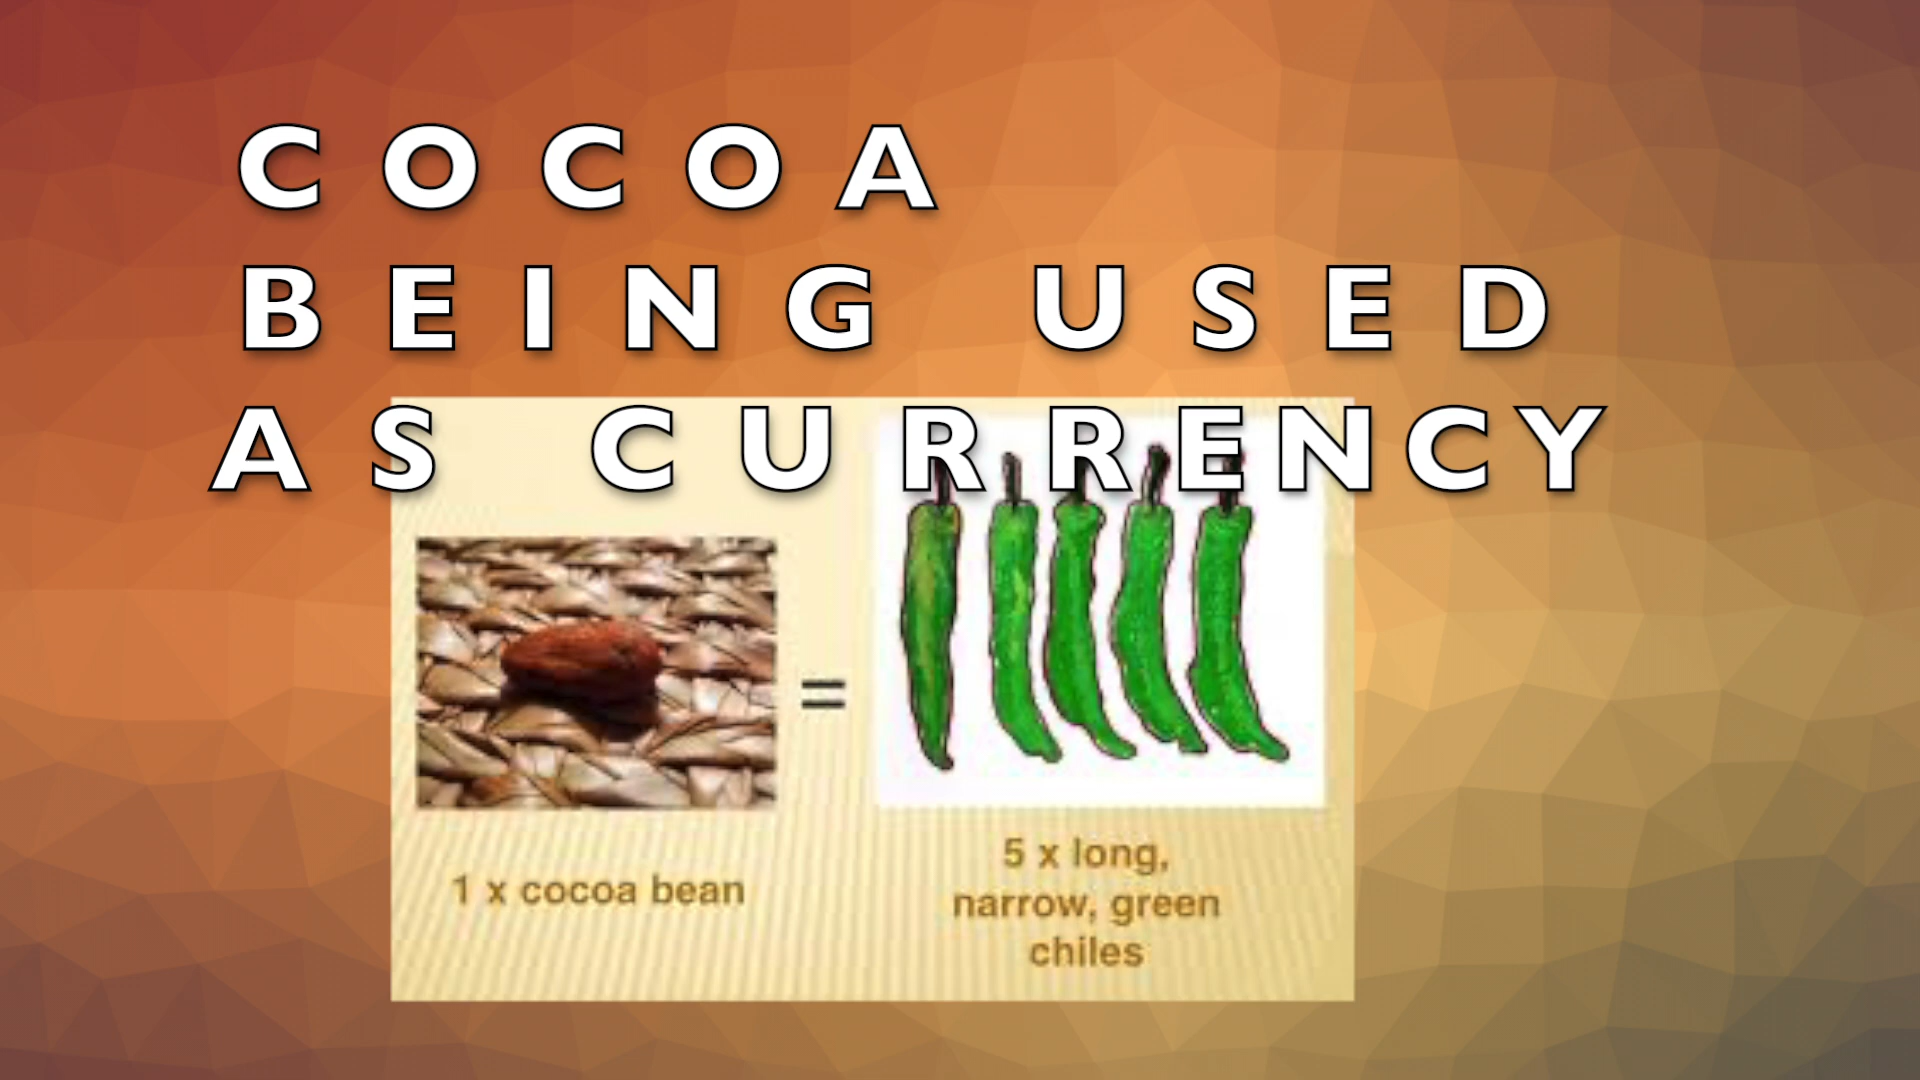 COCOA
BEING USED
AS CURRENCY
=
1 x cocoa bean
5 x long,
narrow, green
chiles